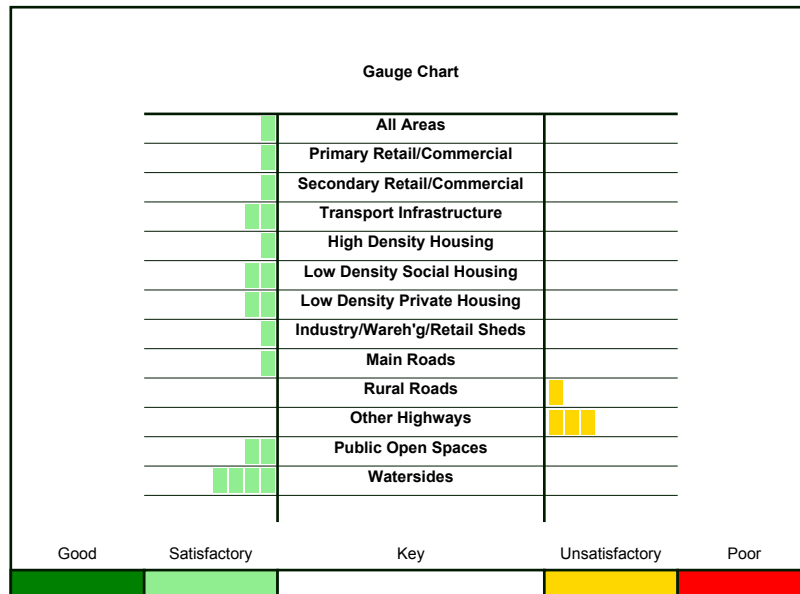 Gauge Chart
All Areas
Primary Retail/Commercial
Secondary Retail/Commercial
Transport Infrastructure
High Density Housing
Low Density Social Housing
Low Density Private Housing
Industry/Wareh'g/Retail Sheds
Main Roads
Rural Roads
Other Highways
Public Open Spaces
Watersides
Good Satisfactory Key Unsatisfactory Poor